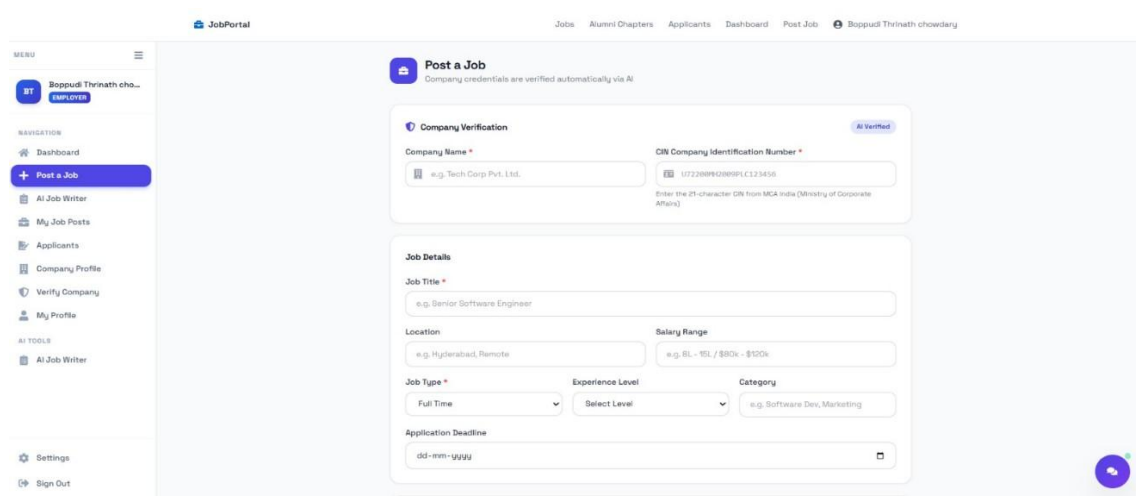 JobPortal
Jobs Alumni Chapters Applicants Dashboard Post Job Boppudi Thrinath chowdary
MENU
BT
Boppudi Thrinath cho...
EMPLOYER
NAVIGATION
Dashboard
Post a Job
AI Job Writer
My Job Posts
Applicants
Company Profile
Verify Company
My Profile
AI TOOLS
AI Job Writer
Settings
Sign Out
Post a Job
Company credentials are verified automatically via AI
Company Verification
AI Verified
Company Name *
e.g. Tech Corp Pvt. Ltd.
CIN Company Identification Number *
U72200MH2009PLC123456
Enter the 21-character CIN from MCA India (Ministry of Corporate
Affairs)
Job Details
Job Title *
e.g. Senior Software Engineer
Location
e.g. Hyderabad, Remote
Salary Range
e.g. 8L - 15L / $80k - $120k
Job Type *
Full Time
Experience Level
Select Level
Category
e.g. Software Dev, Marketing
Application Deadline
dd-mm-yyyy